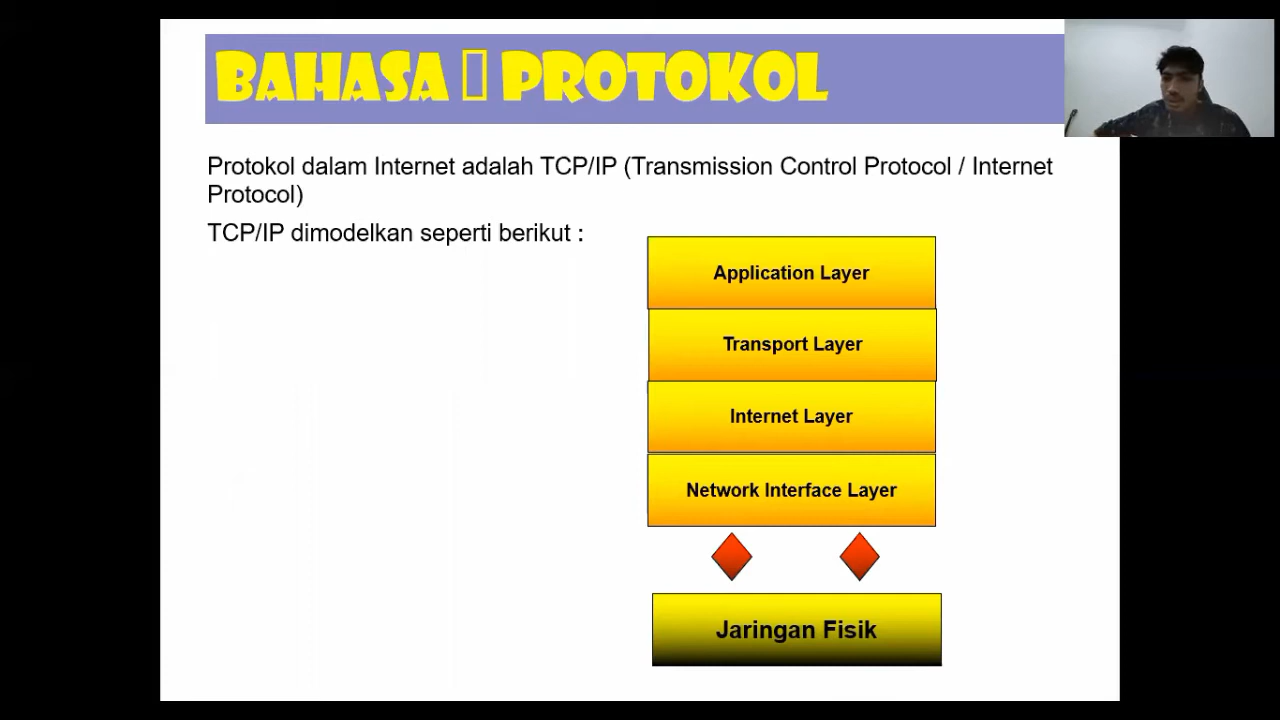 BAHASA PROTOKOL
Protokol dalam Internet adalah TCP/IP (Transmission Control Protocol / Internet
Protocol)
TCP/IP dimodelkan seperti berikut :
Application Layer
Transport Layer
Internet Layer
Network Interface Layer
Jaringan Fisik